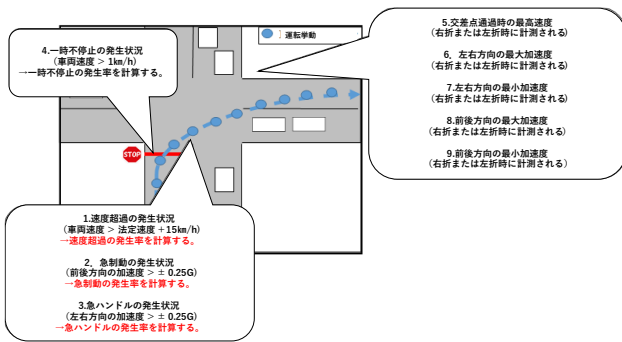 4.一時不停止の発生状況
(車両速度 > 1km/h)
→一時不停止の発生率を計算する。
運転挙動
STOP
1.速度超過の発生状況
(車両速度 > 法定速度 +15km/h)
→速度超過の発生率を計算する。
2. 急制動の発生状況
(前後方向の加速度 > ± 0.25G)
→急制動の発生率を計算する。
3.急ハンドルの発生状況
(左右方向の加速度 > ± 0.25G)
→急ハンドルの発生率を計算する。
5.交差点通過時の最高速度
(右折または左折時に計測される)
6. 左右方向の最大加速度
(右折または左折時に計測される)
7.左右方向の最小加速度
(右折または左折時に計測される)
8.前後方向の最大加速度
(右折または左折時に計測される)
9.前後方向の最小加速度
(右折または左折時に計測される)